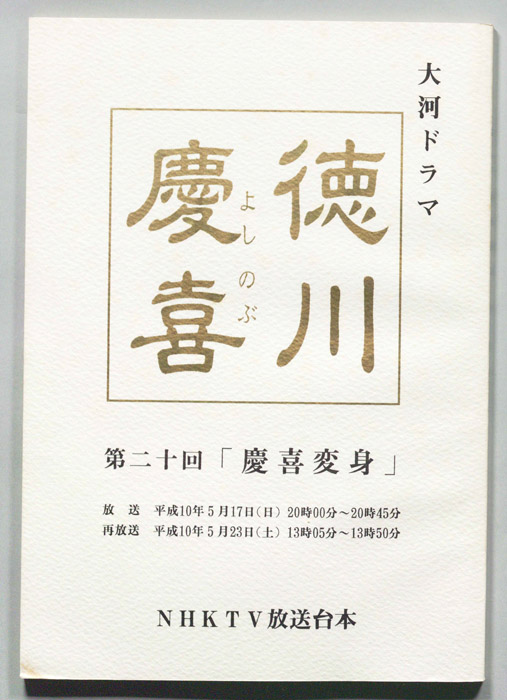 大河ドラマ
徳川
慶喜
よしのぶ
第二十回「慶喜変身」
放送 平成10年5月17日(日) 20時00分～20時45分
再放送 平成10年5月23日(土) 13時05分～13時50分
NHKTV放送台本